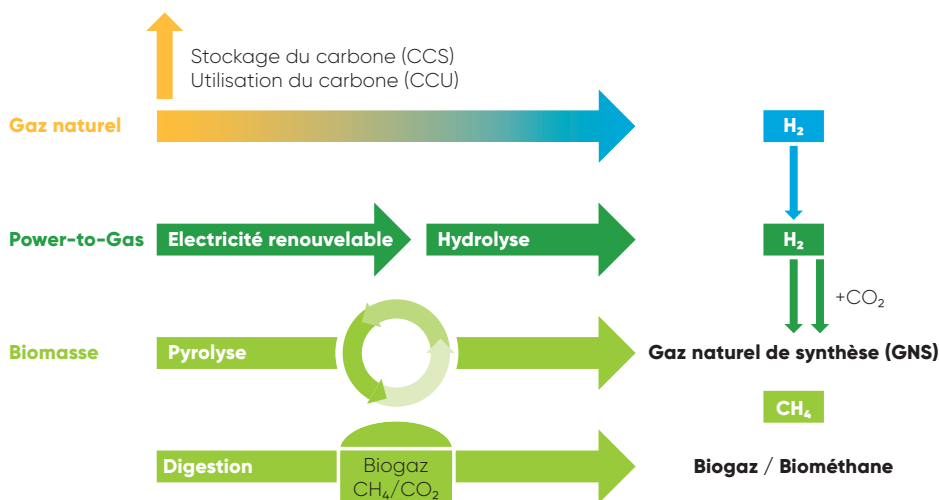 Stockage du carbone (CCS)
Utilisation du carbone (CCU)
Gaz naturel
H₂
Power-to-Gas
Electricité renouvelable
Hydrolyse
H₂
+CO₂
Biomasse
Pyrolyse
Gaz naturel de synthèse (GNS)
CH₄
Digestion
Biogaz
CH₄/CO₂
Biogaz / Biométhane